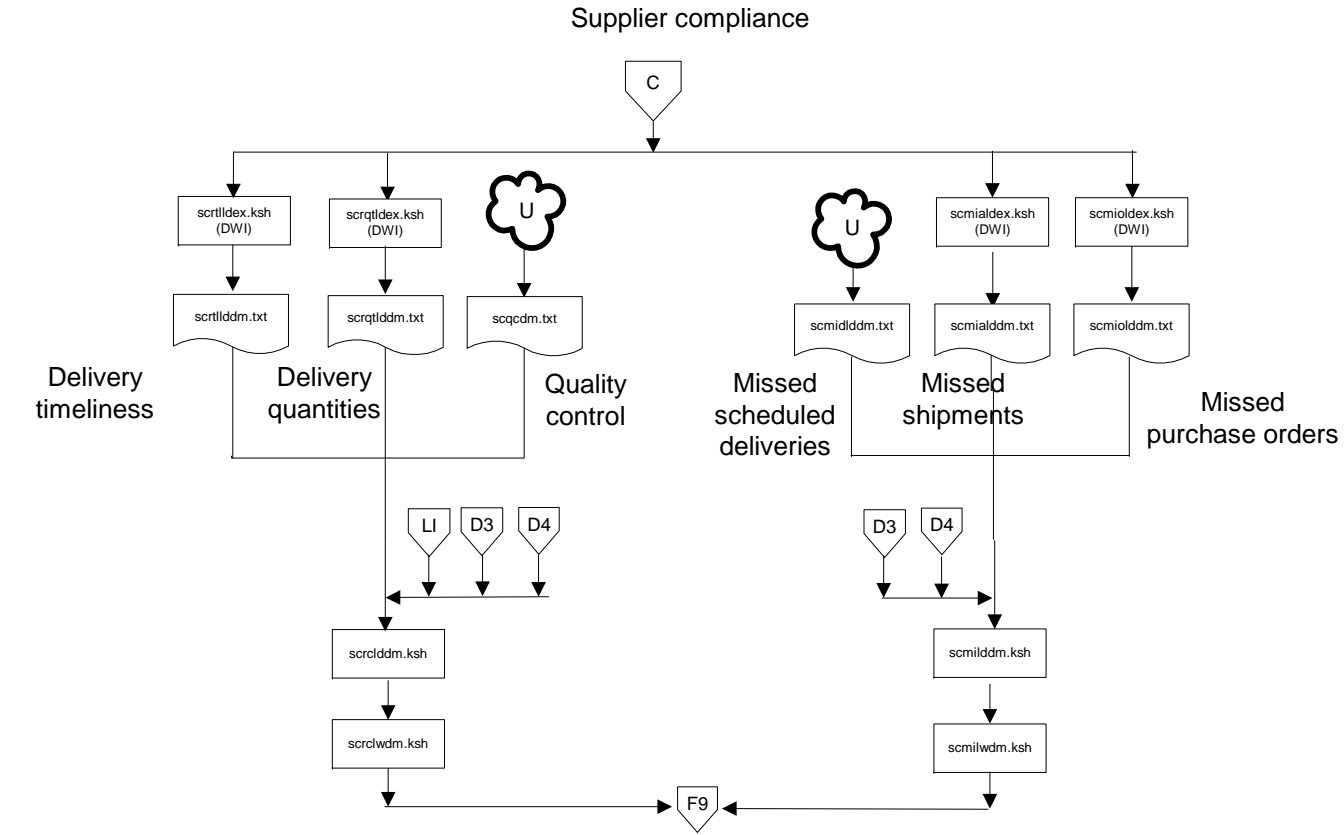 Supplier compliance
C
scrtlldex.ksh
(DWI)
scrqtldex.ksh
(DWI)
U
U
scmialdex.ksh
(DWI)
scmioldex.ksh
(DWI)
scrtllddm.txt
scrqtlddm.txt
scqcdm.txt
scmidlddm.txt
scmialddm.txt
scmiolddm.txt
Delivery
timeliness
Delivery
quantities
Quality
control
Missed
scheduled
deliveries
Missed
shipments
Missed
purchase orders
LI
D3
D4
D3
D4
scrclddm.ksh
scmilddm.ksh
scrclwdm.ksh
scmilwdm.ksh
F9